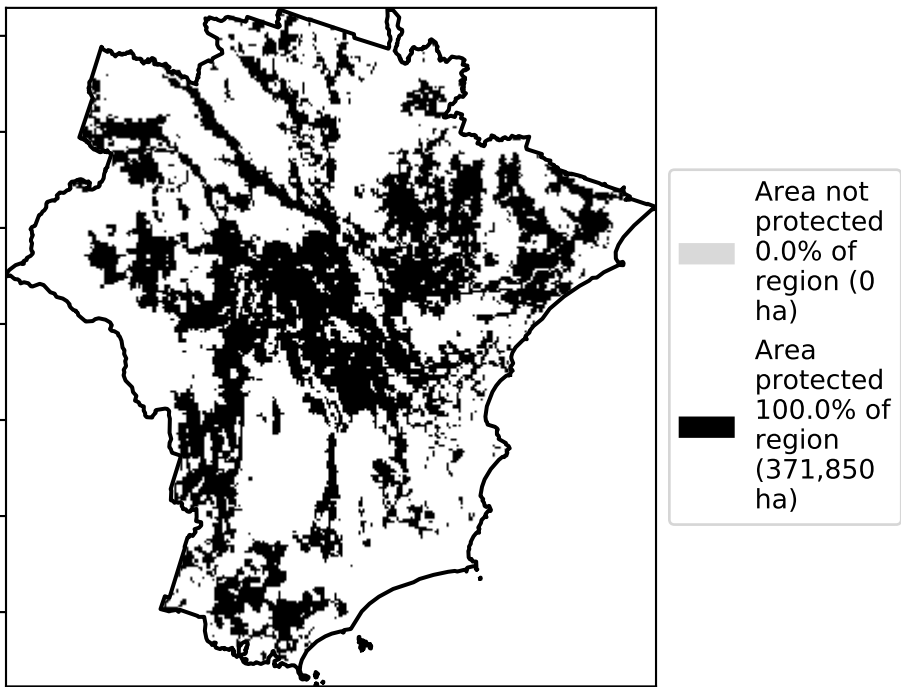 Area not
protected
0.0% of
region (0
ha)
Area
protected
100.0% of
region
(371,850
ha)